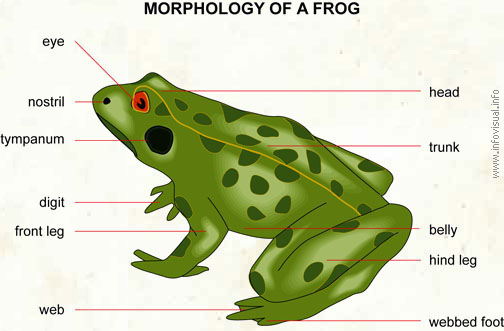 MORPHOLOGY OF A FROG
eye
nostril
tympanum
digit
front leg
web
head
trunk
belly
hind leg
webbed foot
www.infovisual.info